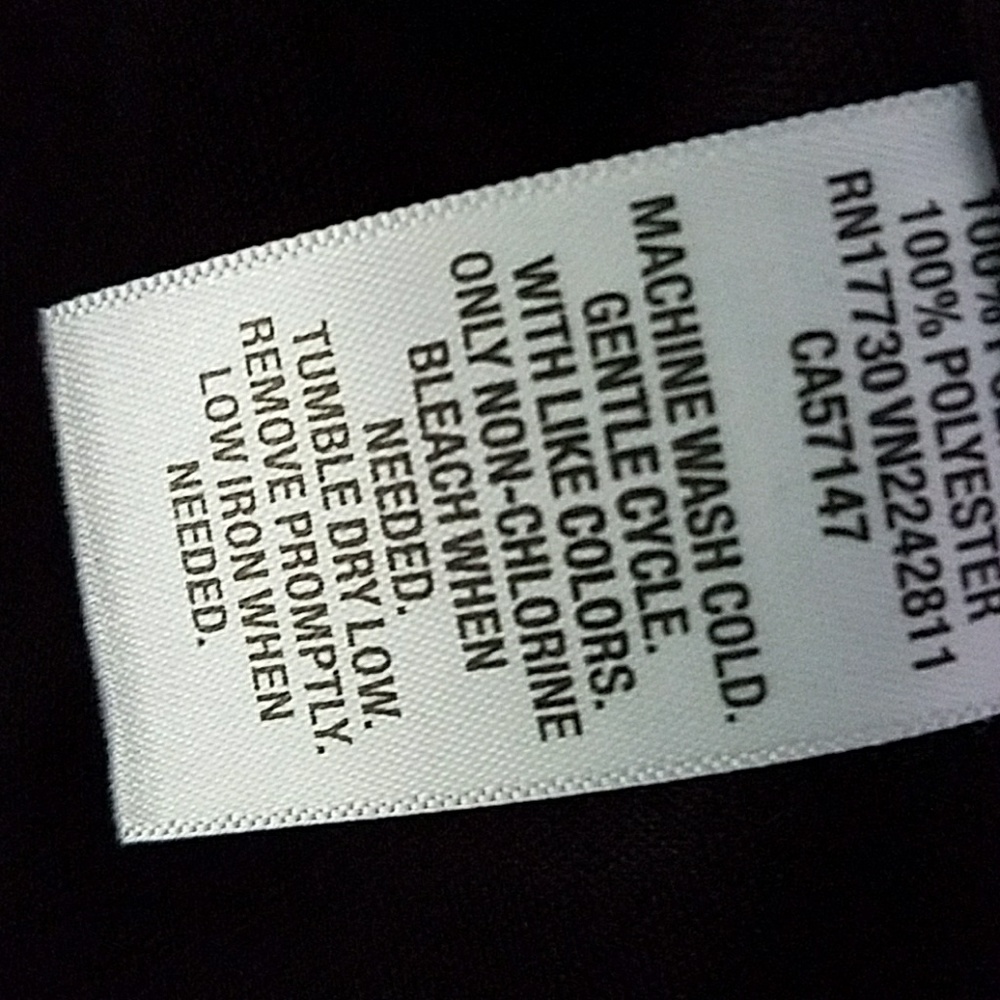 100%
100% POLYESTER
RN17730 VN2242811
CA57147
MACHINE WASH COLD.
GENTLE CYCLE.
WITH LIKE COLORS.
ONLY NON-CHLORINE
BLEACH WHEN
NEEDED.
TUMBLE DRY LOW.
REMOVE PROMPTLY.
LOW IRON WHEN
NEEDED.